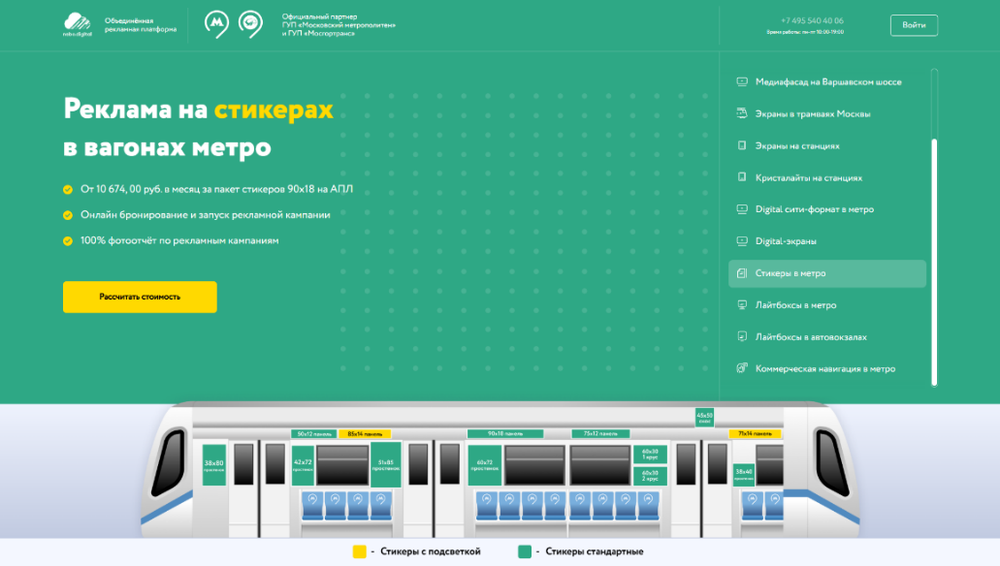 nobo.digital
Объединённая
рекламная платформа
Официальный партнер
ГУП «Московский метрополитен»
и ГУП «Мосгортранс»
+7 495 540 40 06
Время работы: пн-пт 10:00-19:00
Войти
Реклама на стикерах
в вагонах метро
От 10 674, 00 руб. в месяц за пакет стикеров 90х18 на АПЛ
Онлайн бронирование и запуск рекламной кампании
100% фотоотчёт по рекламным кампаниям
Рассчитать стоимость
Медиафасад на Варшавском шоссе
Экраны в трамваях Москвы
Экраны на станциях
Кристалайты на станциях
Digital сити-формат в метро
Digital-экраны
Стикеры в метро
Лайтбоксы в метро
Лайтбоксы в автовокзалах
Коммерческая навигация в метро
45х50
окно
50х12 панель
85х14 панель
90х18 панель
75х12 панель
71х14 панель
38х80
простенок
42х72
простенок
51х85
простенок
60х72
простенок
60х30
1 ярус
60х30
2 ярус
38х40
простенок
- Стикеры с подсветкой
- Стикеры стандартные